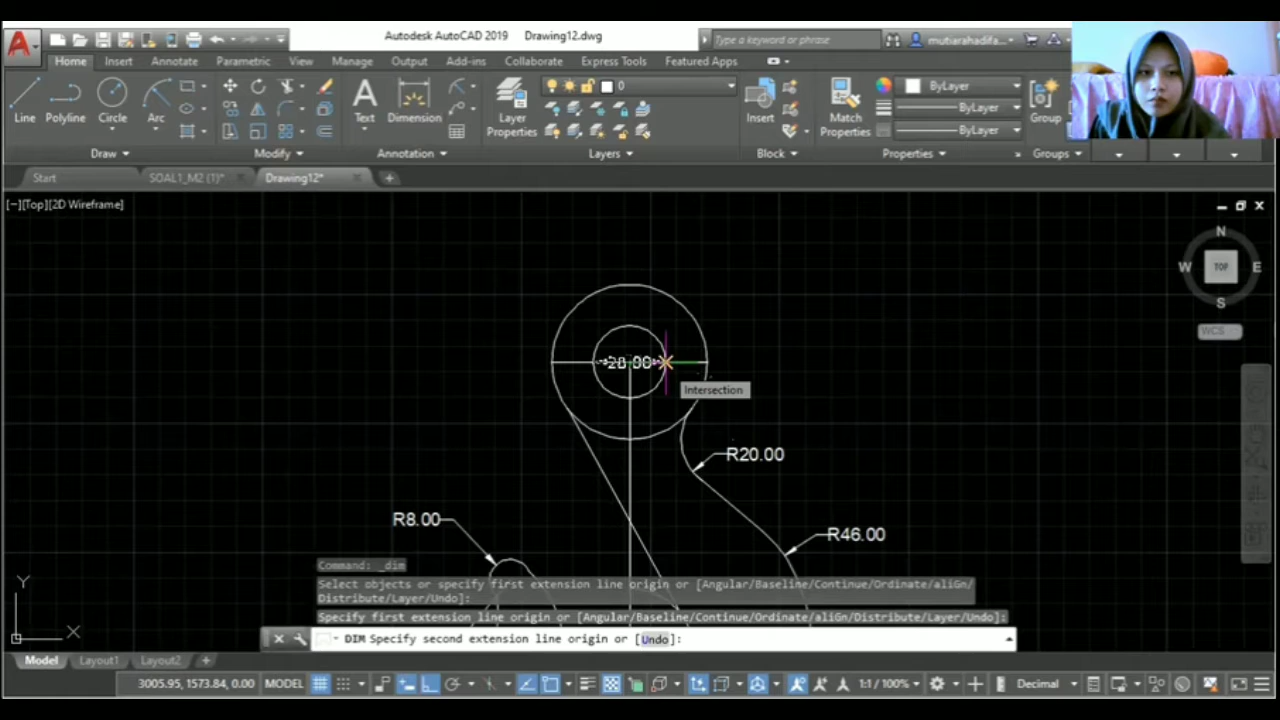 Autodesk AutoCAD 2019 Drawing12.dwg
Type a keyword or phrase
mutiarahadifa...
Home Insert Annotate Parametric View Manage Output Add-ins Collaborate Express Tools Featured Apps
0
ByLayer
ByLayer
ByLayer
Line Polyline Circle Arc Text Dimension Layer Properties Insert Match Properties Group
Draw Modify Annotation Layers Block Properties Groups
Start SOAL1_M2 (1)* Drawing12*
[−][Top][2D Wireframe]
N
W TOP E
S
WCS
28.00
Intersection
R20.00
R8.00
R46.00
Command: _dim
Select objects or specify first extension line origin or [Angular/Baseline/Continue/Ordinate/aliGn/
Distribute/Layer/Undo]:
Specify first extension line origin or [Angular/Baseline/Continue/Ordinate/aliGn/Distribute/Layer/Undo]:
DIM Specify second extension line origin or [Undo]:
Y
X
Model Layout1 Layout2
3005.95, 1573.84, 0.00 MODEL 1:1 / 100% Decimal